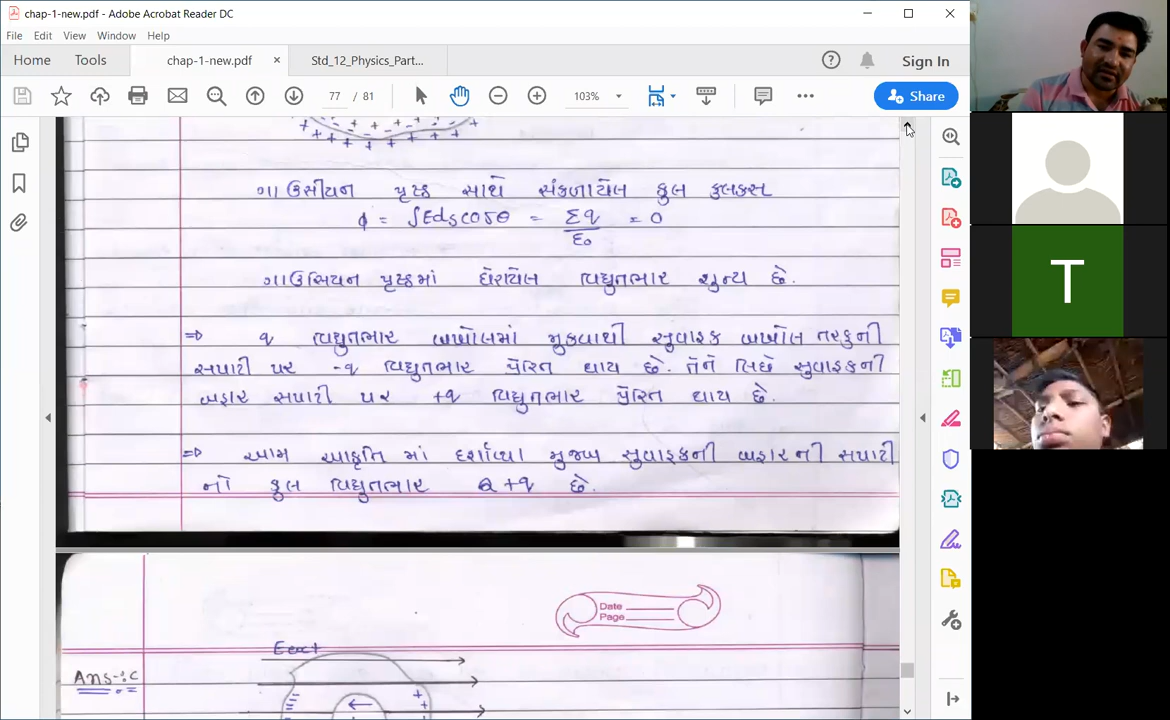 chap-1-new.pdf - Adobe Acrobat Reader DC
File Edit View Window Help
Home Tools chap-1-new.pdf × Std_12_Physics_Part... Sign In
77 / 81 103% Share
ગાઉસીયન પૃષ્ઠ સાથે સંકળાયેલ કુલ ફલક્સ
ϕ = ∫Eds cosθ = Σq/ε₀ = 0
ગાઉસિયન પૃષ્ઠમાં ઘેરાયેલ વિદ્યુતભાર શુન્ય છે.
⇒ q વિદ્યુતભાર બખોલમાં મુકવાથી સુવાહક બખોલ તરફની
સપાટી પર -q વિદ્યુતભાર પ્રેરિત થાય છે. તેને લિધે સુવાહકની
બહાર સપાટી પર +q વિદ્યુતભાર પ્રેરિત થાય છે.
⇒ આમ આકૃતિ માં દર્શાવ્યા મુજબ સુવાહકની બહારની સપાટી
નો કુલ વિદ્યુતભાર Q+q છે.
Date
Page
Eext
Ans-:C
T